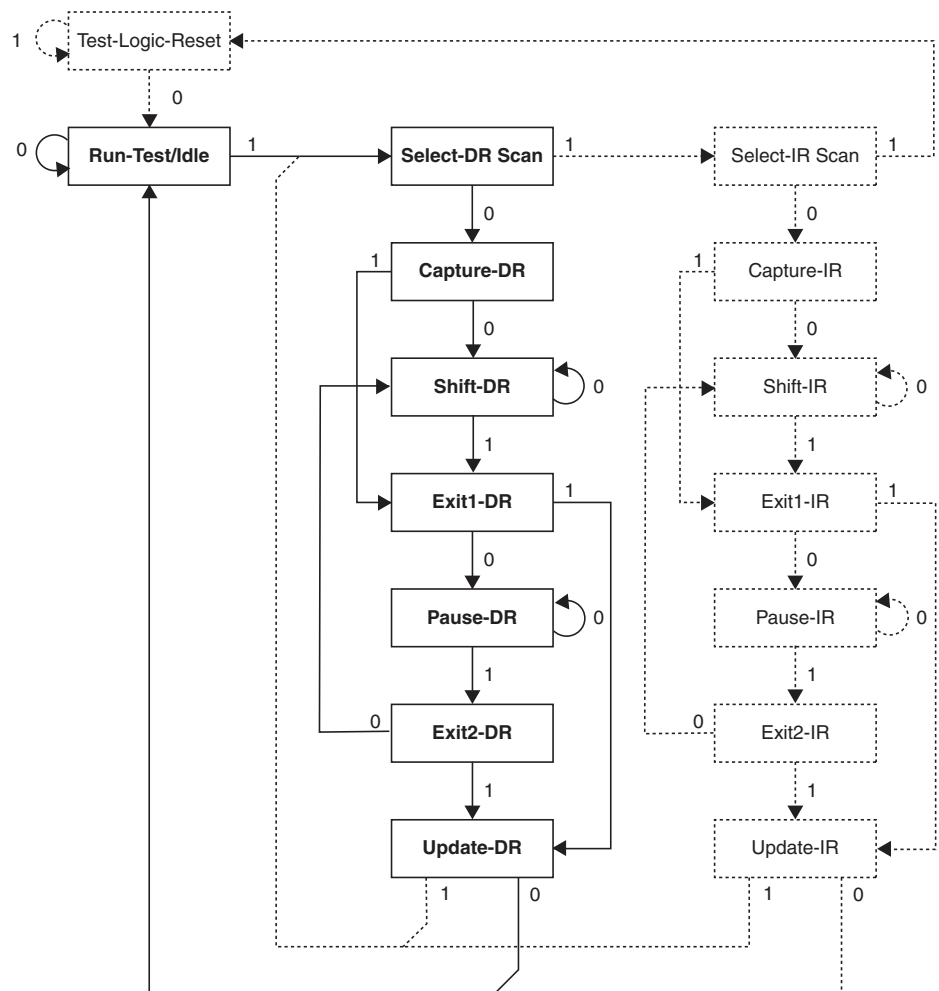 1 Test-Logic-Reset
0
0 Run-Test/Idle 1 Select-DR Scan 1 Select-IR Scan 1
0 0
1 Capture-DR 1 Capture-IR
0 0
Shift-DR 0 Shift-IR 0
1 1
Exit1-DR 1 Exit1-IR 1
0 0
Pause-DR 0 Pause-IR 0
1 1
0 Exit2-DR 0 Exit2-IR
1 1
Update-DR Update-IR
1 0 1 0